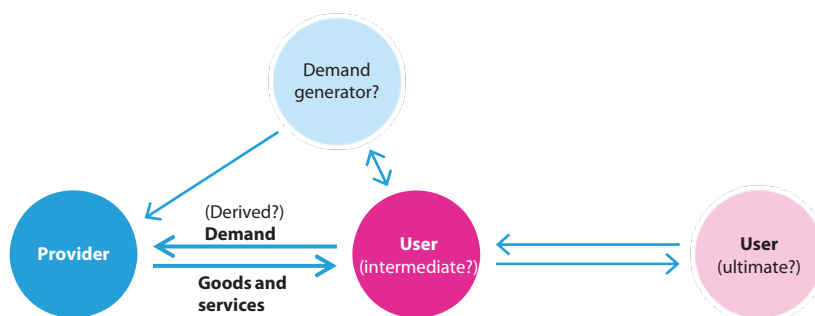 Demand
generator?
(Derived?)
Demand
Provider
Goods and
services
User
(intermediate?)
User
(ultimate?)